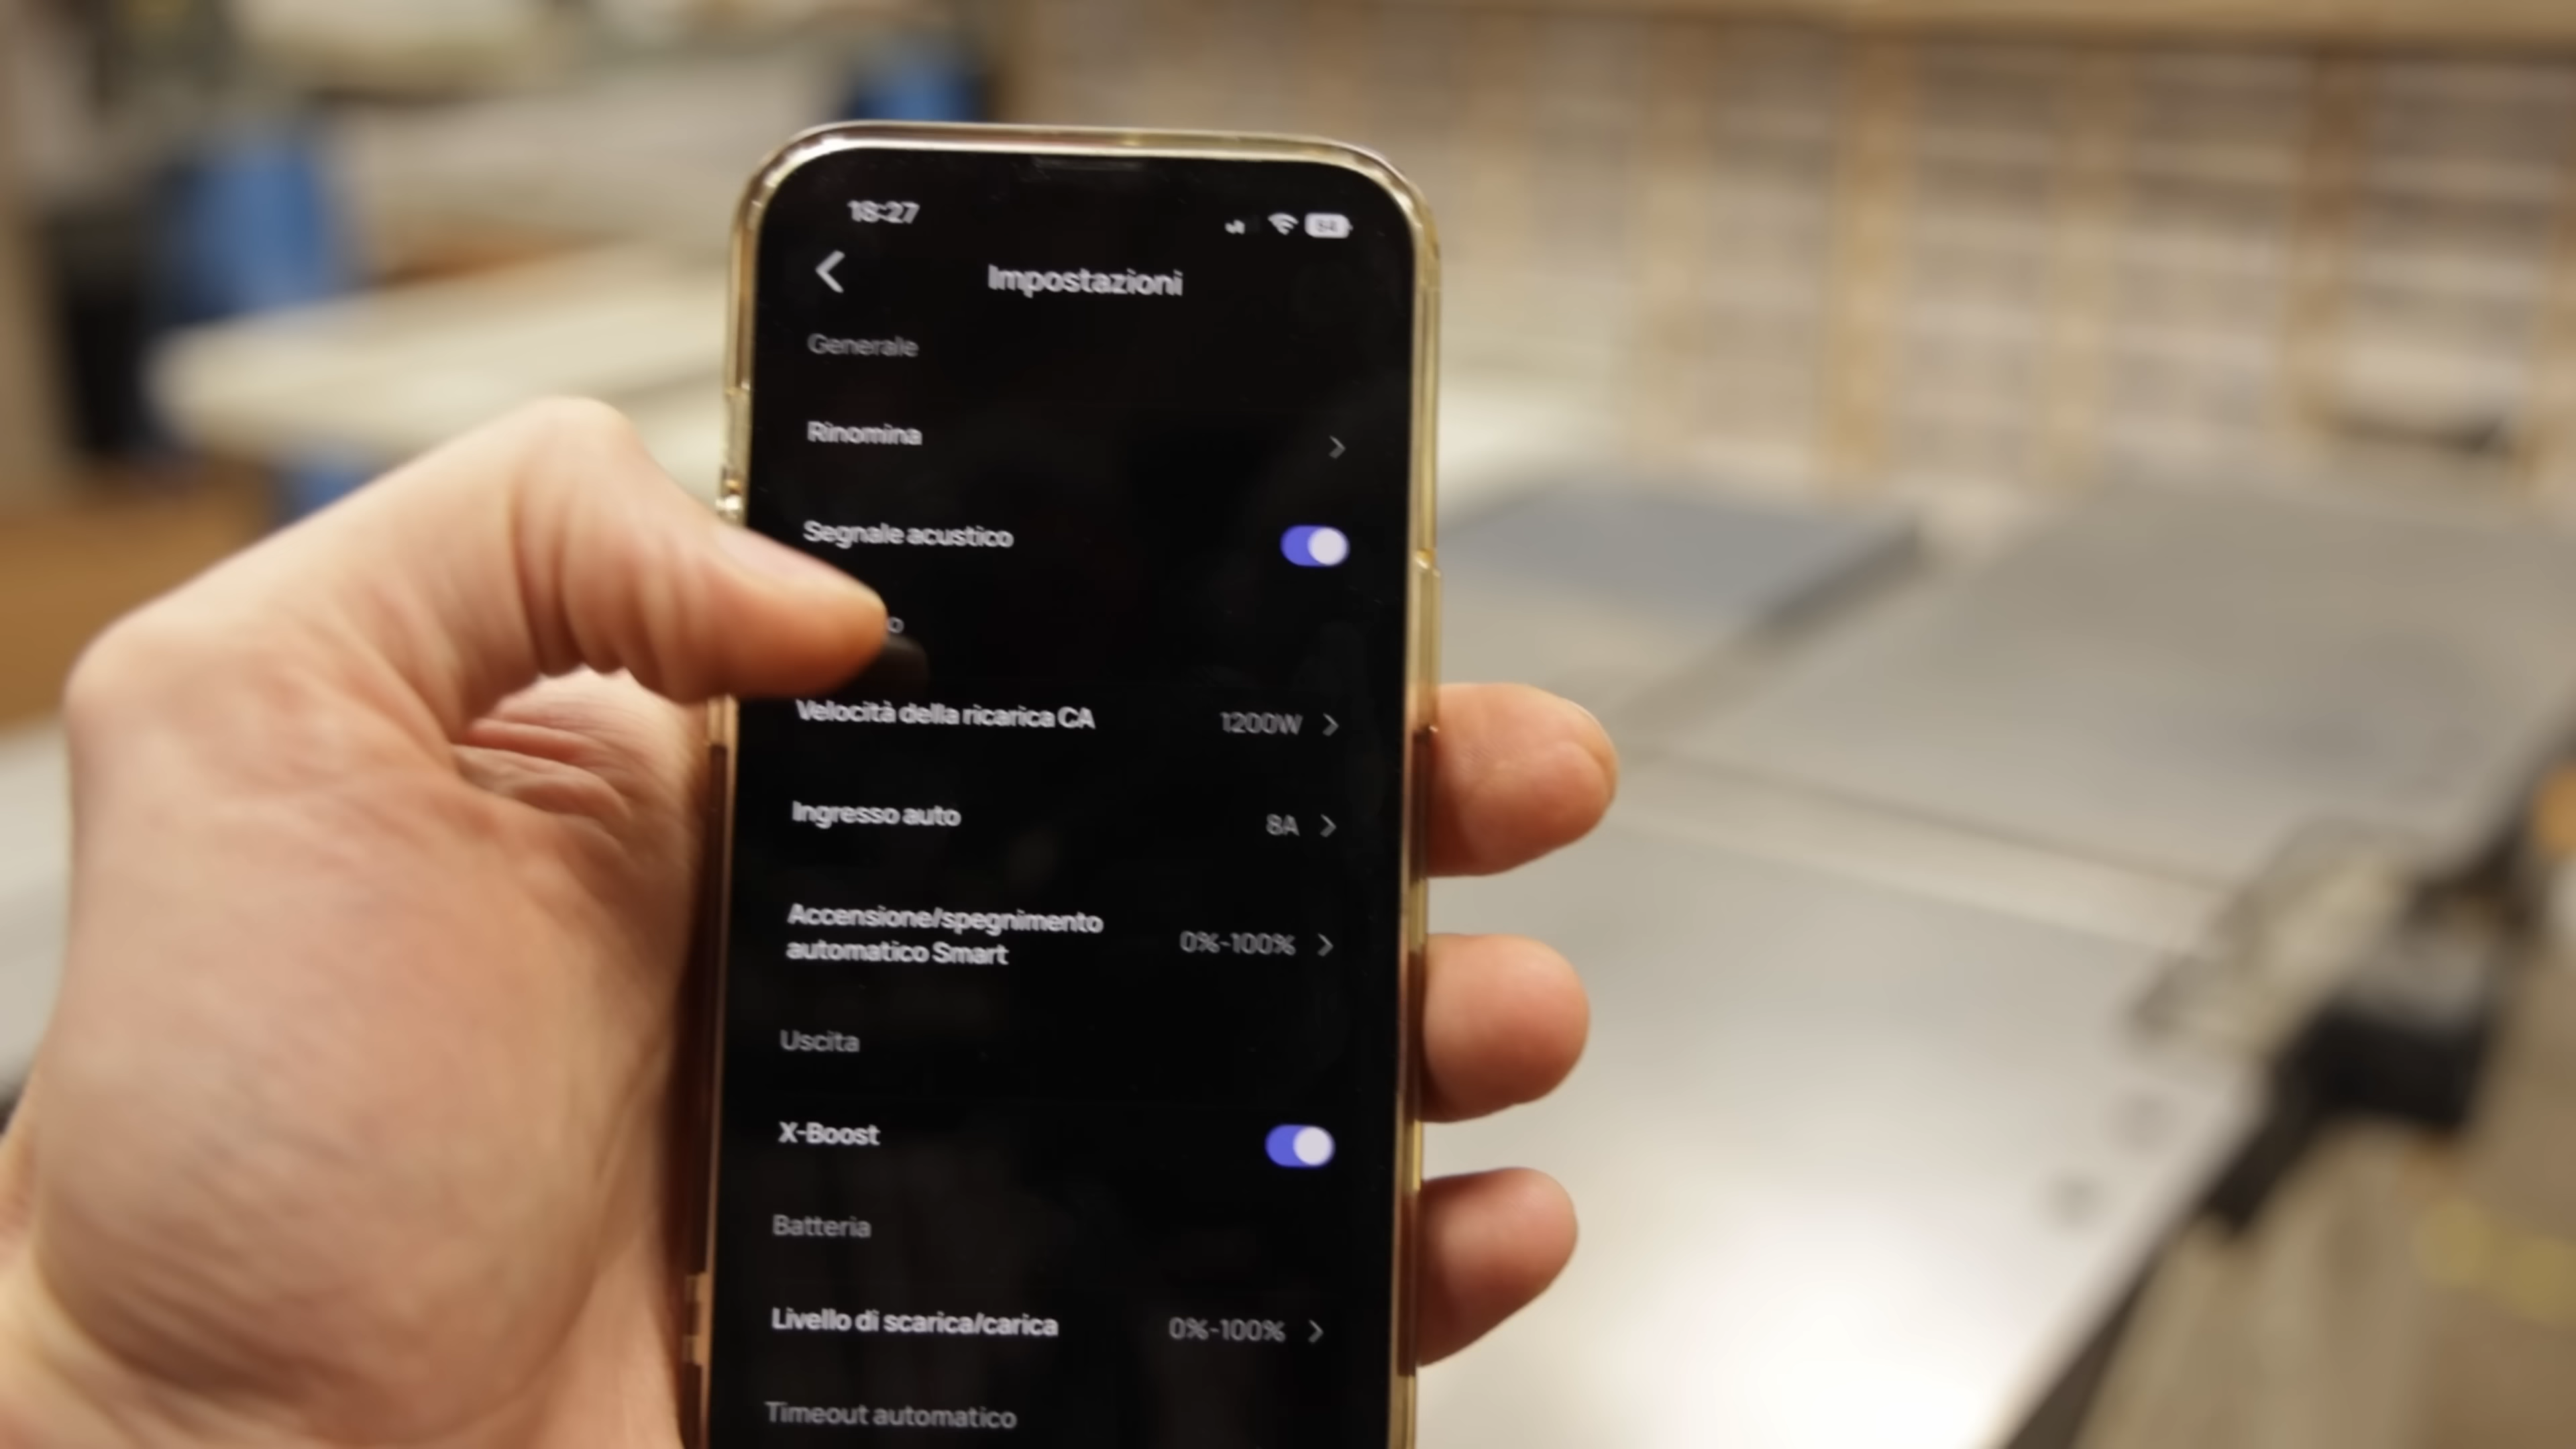 18:27
Impostazioni
Generale
Rinomina
Segnale acustico
Velocità della ricarica CA 1200W
Ingresso auto 8A
Accensione/spegnimento
automatico Smart 0%-100%
Uscita
X-Boost
Batteria
Livello di scarica/carica 0%-100%
Timeout automatico